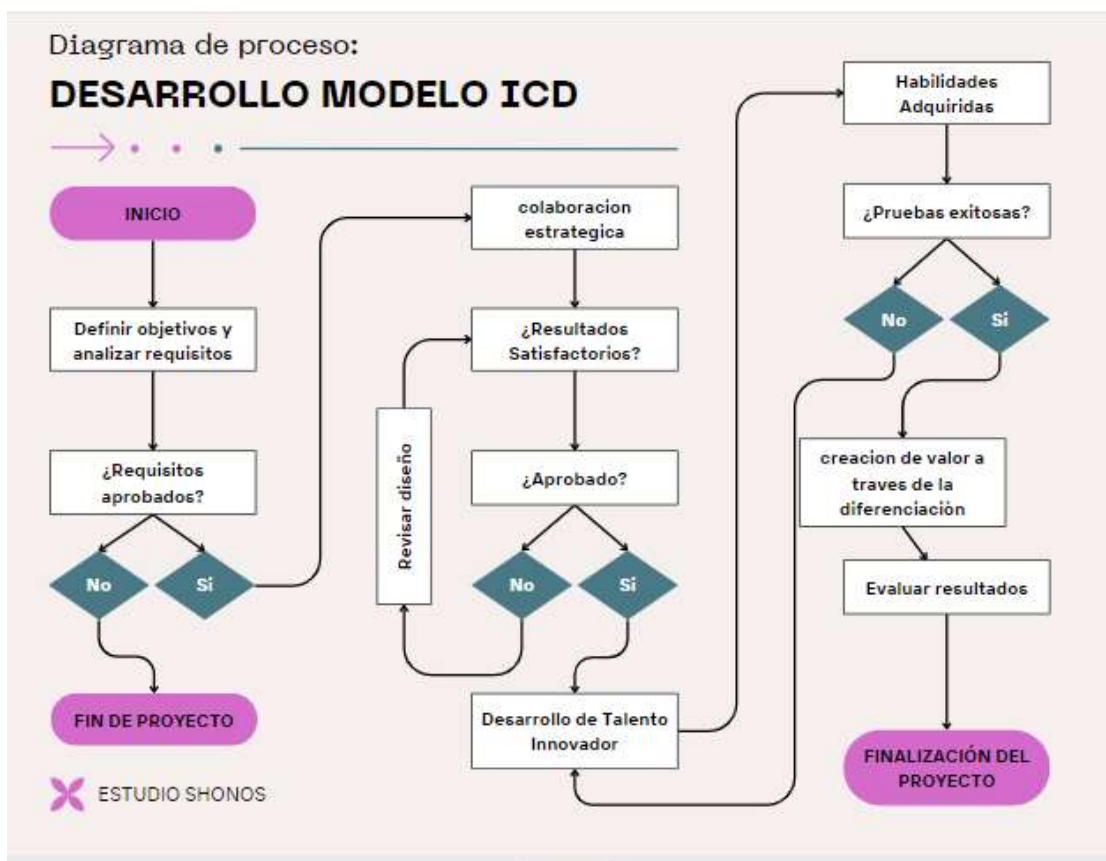 Diagrama de proceso:
DESARROLLO MODELO ICD
INICIO
Definir objetivos y
analizar requisitos
¿Requisitos
aprobados?
No
Si
FIN DE PROYECTO
colaboracion
estrategica
¿Resultados
Satisfactorios?
Revisar diseño
¿Aprobado?
No
Si
Desarrollo de Talento
Innovador
Habilidades
Adquiridas
¿Pruebas exitosas?
No
Si
creacion de valor a
traves de la
diferenciación
Evaluar resultados
FINALIZACIÓN DEL
PROYECTO
ESTUDIO SHONOS